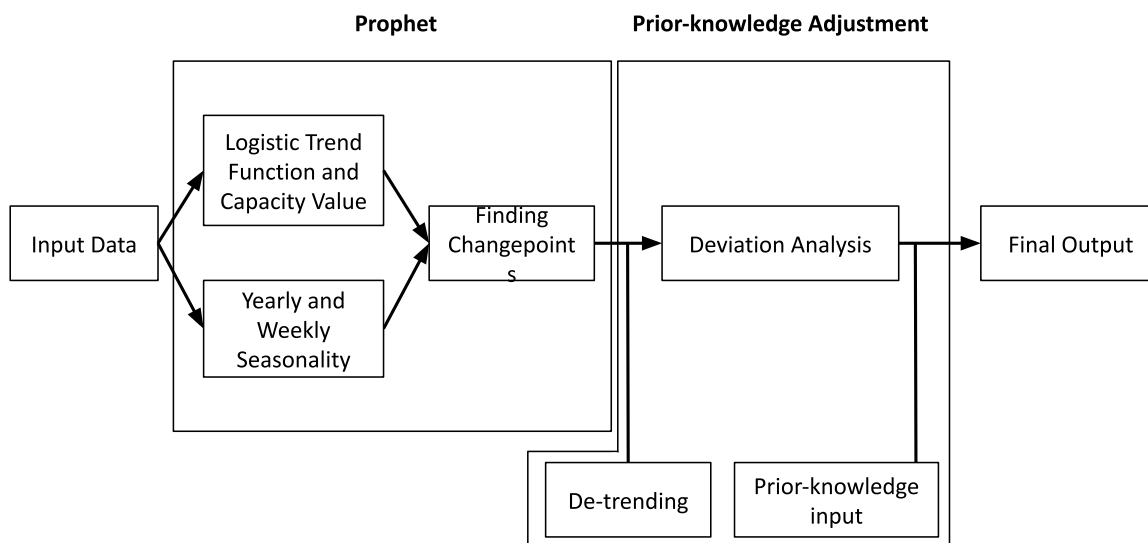 Prophet
Prior-knowledge Adjustment
Logistic Trend
Function and
Capacity Value
Input Data
Finding
Changepoint
s
Deviation Analysis
Final Output
Yearly and
Weekly
Seasonality
De-trending
Prior-knowledge
input